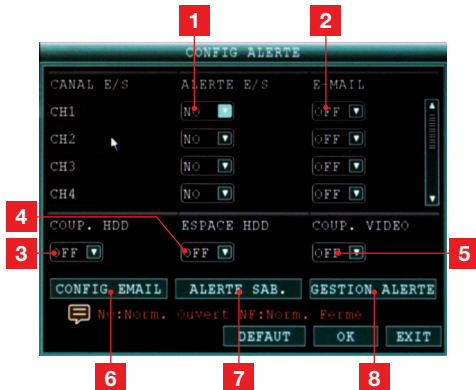 1 2
CONFIG ALERTE
CANAL E/S ALERTE E/S E-MAIL
CH1 NO OFF
CH2 NO OFF
CH3 NO OFF
CH4 NO OFF
4
COUP. HDD ESPACE HDD COUP. VIDEO
3 OFF OFF OFF 5
CONFIG EMAIL ALERTE SAB. GESTION ALERTE
NO:Norm. Ouvert NF:Norm. Ferme
DEFAUT OK EXIT
6 7 8